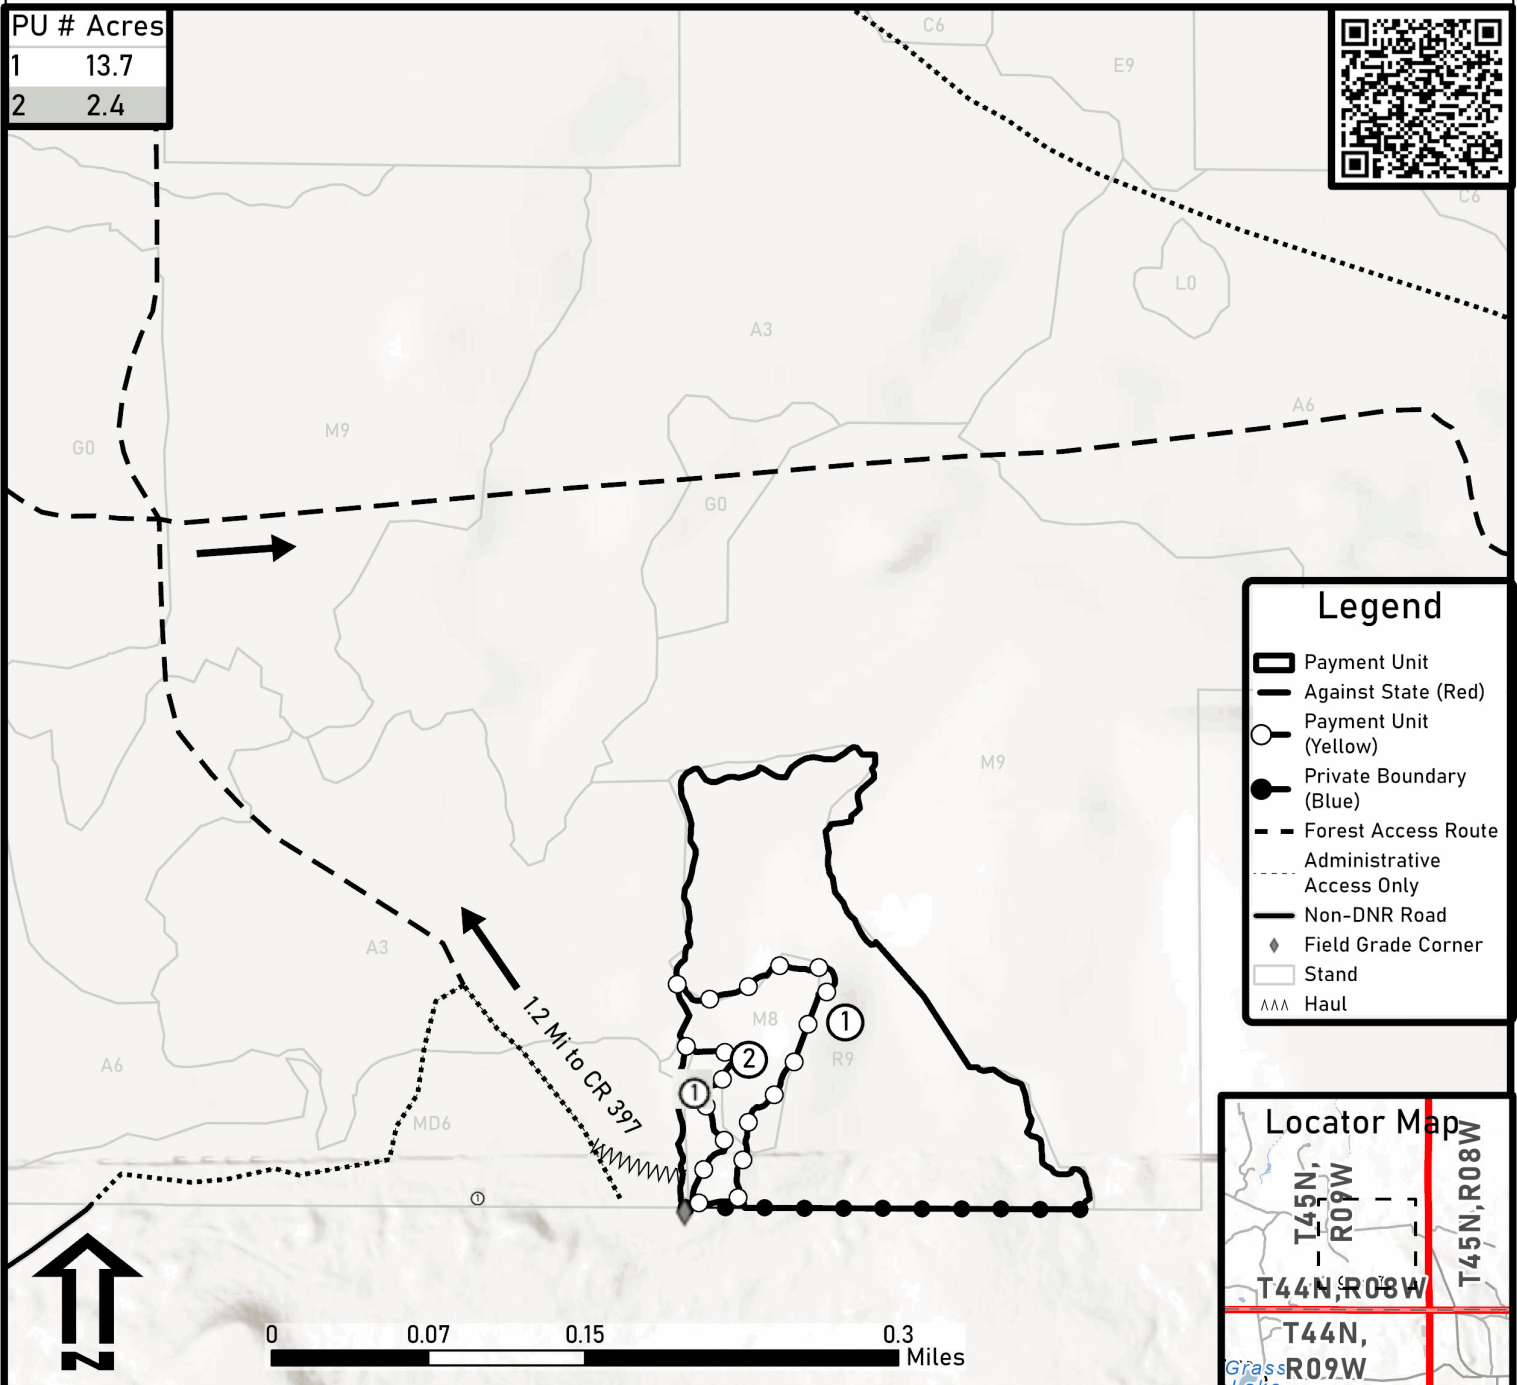 PU # Acres
1 13.7
2 2.4
C6
E9
C6
L0
A3
A6
M9
G0
G0
M9
A3
1.2 Mi to CR 397
M8
1
2
R9
1
A6
MD6
1
Legend
Payment Unit
Against State (Red)
Payment Unit
(Yellow)
Private Boundary
(Blue)
Forest Access Route
Administrative
Access Only
Non-DNR Road
Field Grade Corner
Stand
Haul
Locator Map
T45N,
R09W
T45N,R08W
T44N,R08W
T44N,
R09W
Grass
Lake
N
0 0.07 0.15 0.3
Miles